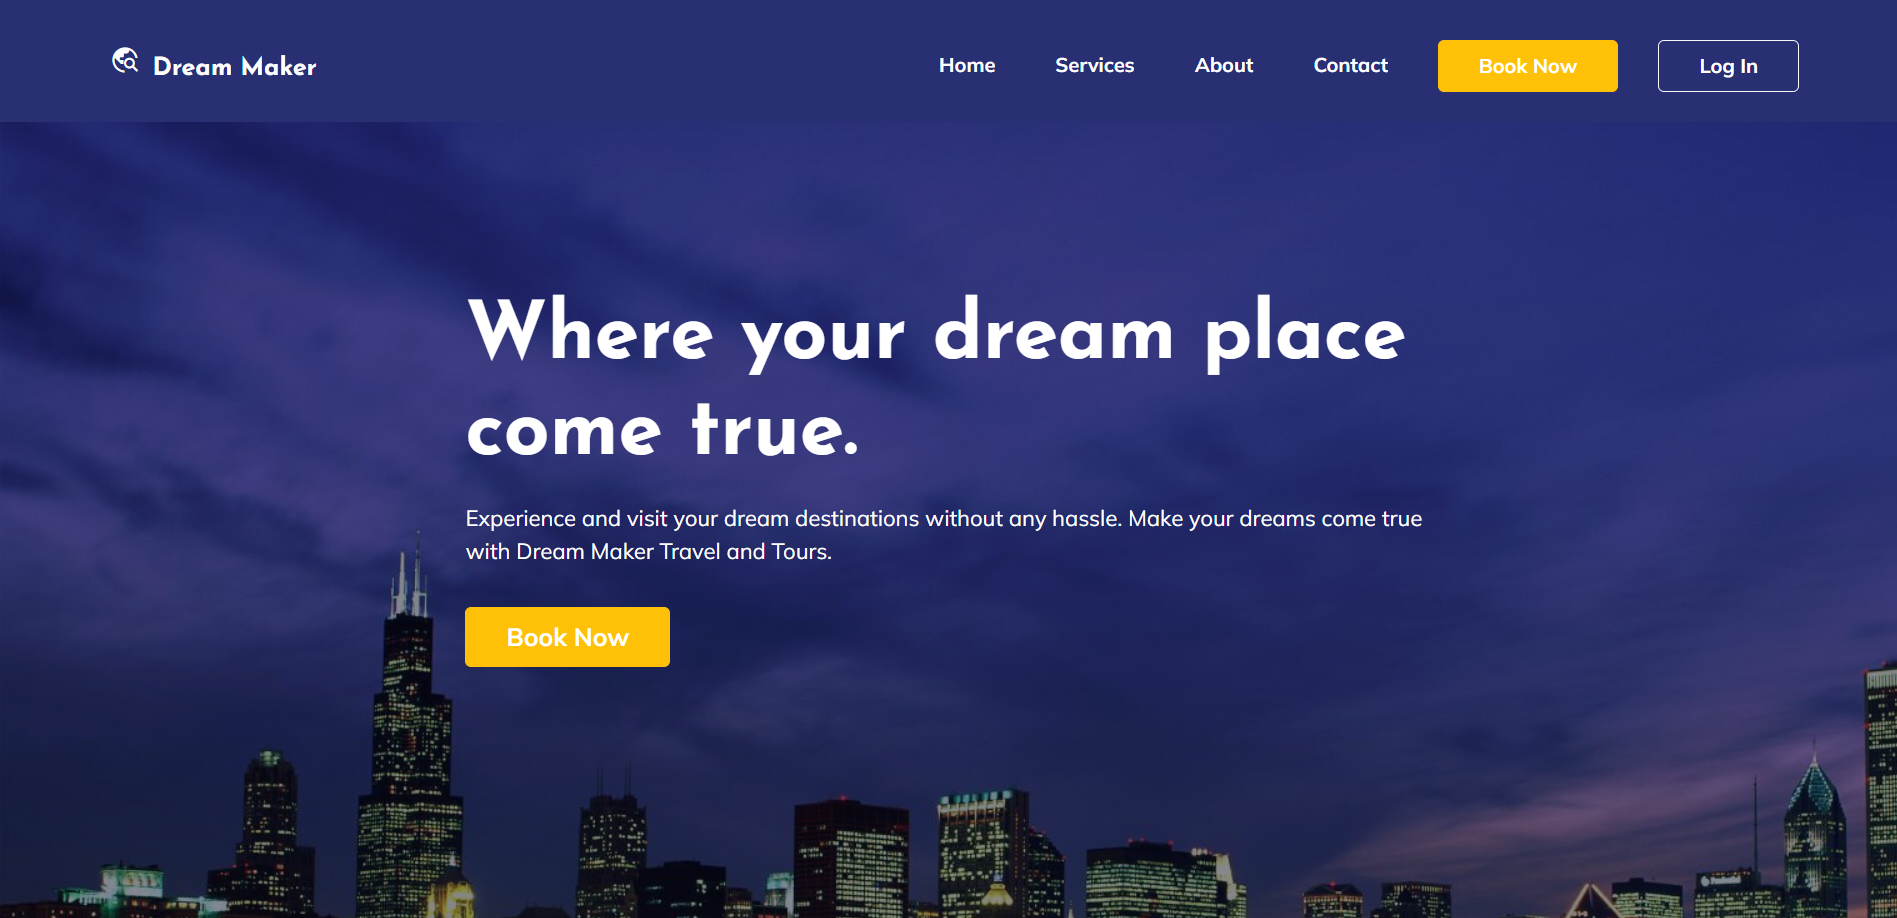 Dream Maker
Home Services About Contact Book Now Log In
Where your dream place
come true.
Experience and visit your dream destinations without any hassle. Make your dreams come true
with Dream Maker Travel and Tours.
Book Now